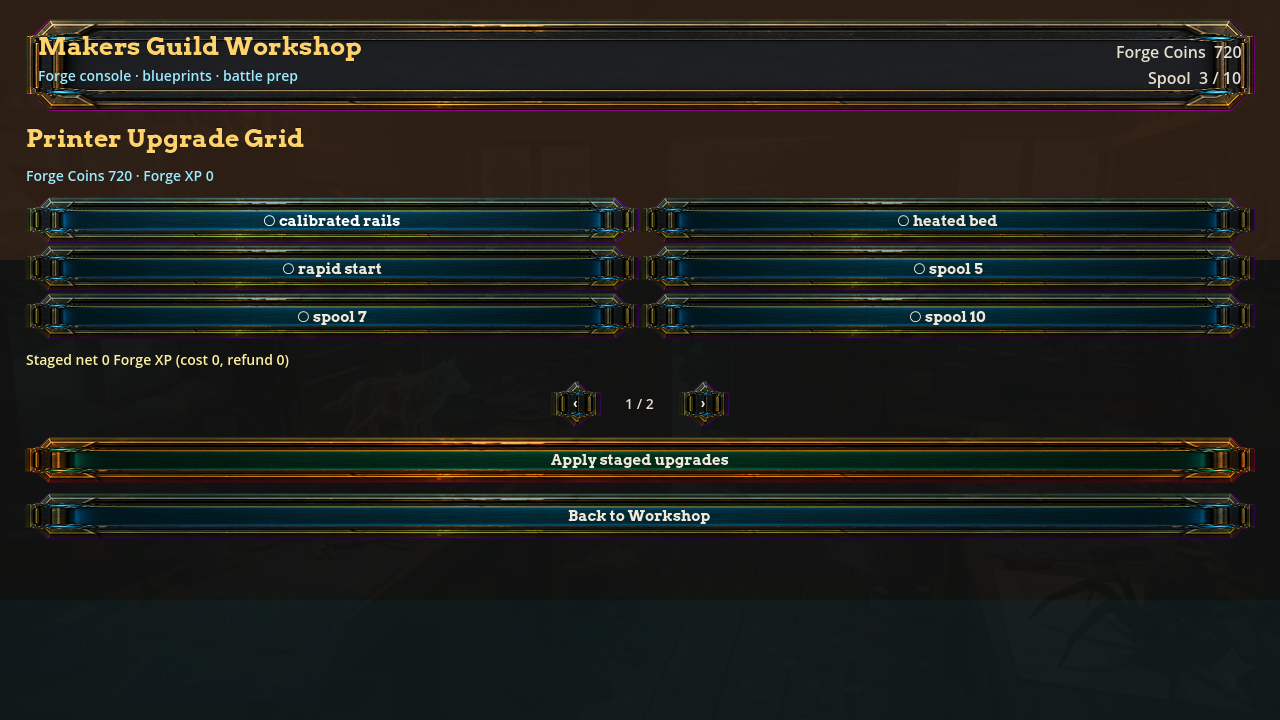 Makers Guild Workshop
Forge console · blueprints · battle prep
Forge Coins 720
Spool 3 / 10
Printer Upgrade Grid
Forge Coins 720 · Forge XP 0
○ calibrated rails
○ heated bed
○ rapid start
○ spool 5
○ spool 7
○ spool 10
Staged net 0 Forge XP (cost 0, refund 0)
‹ 1 / 2 ›
Apply staged upgrades
Back to Workshop